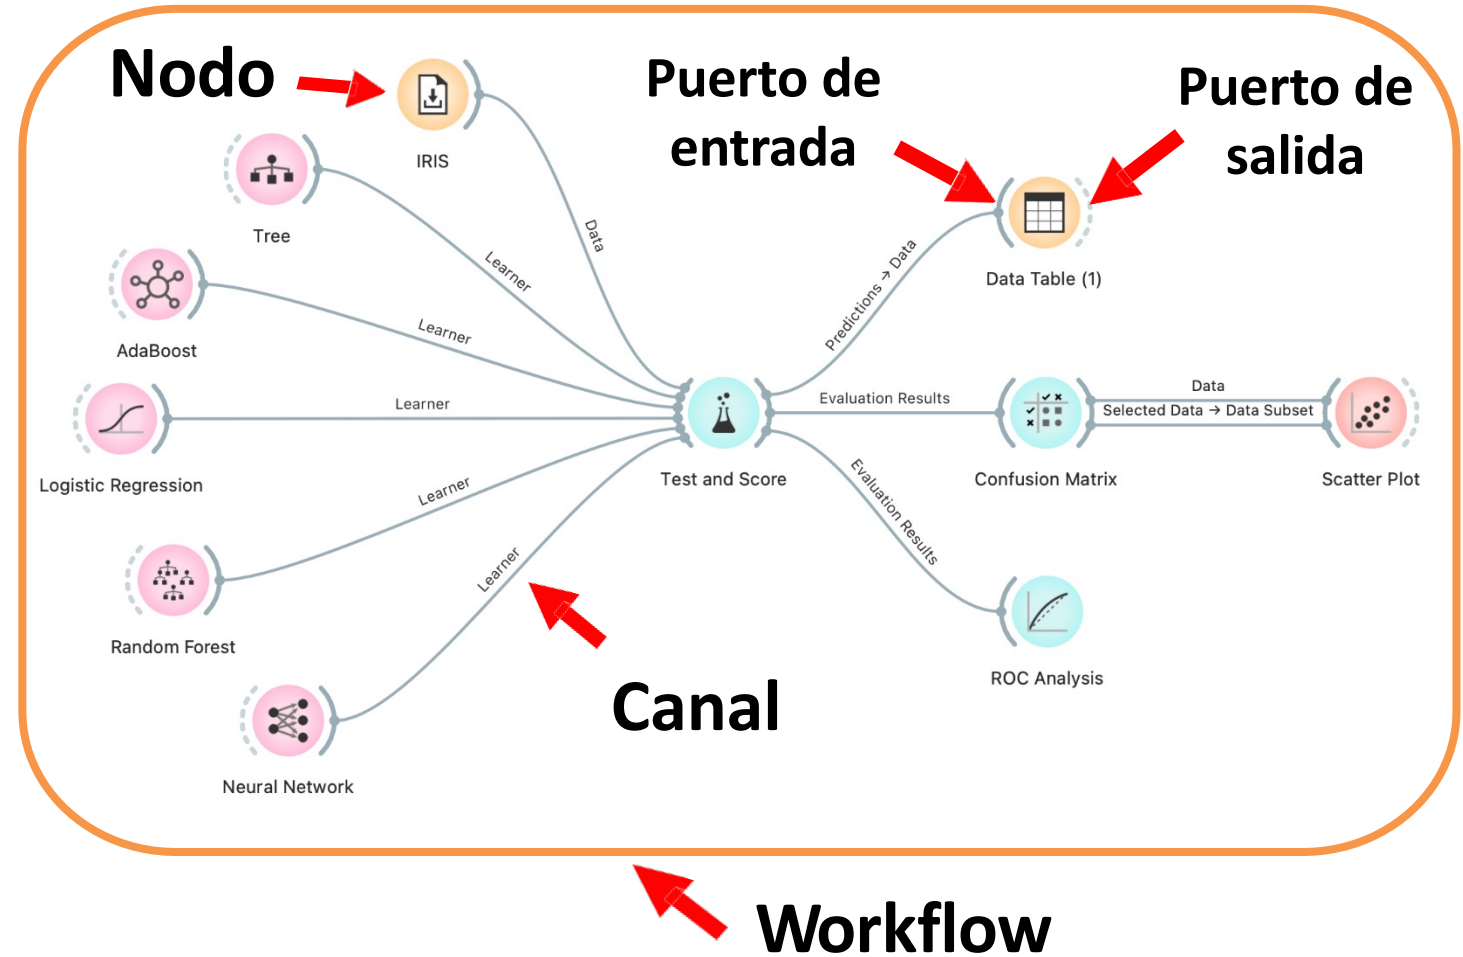 Nodo
Puerto de
entrada
Puerto de
salida
IRIS
Tree
Data
Learner
AdaBoost
Learner
Predictions → Data
Data Table (1)
Logistic Regression
Learner
Test and Score
Evaluation Results
Confusion Matrix
Data
Selected Data → Data Subset
Scatter Plot
Learner
Evaluation Results
Random Forest
Learner
ROC Analysis
Neural Network
Canal
Workflow